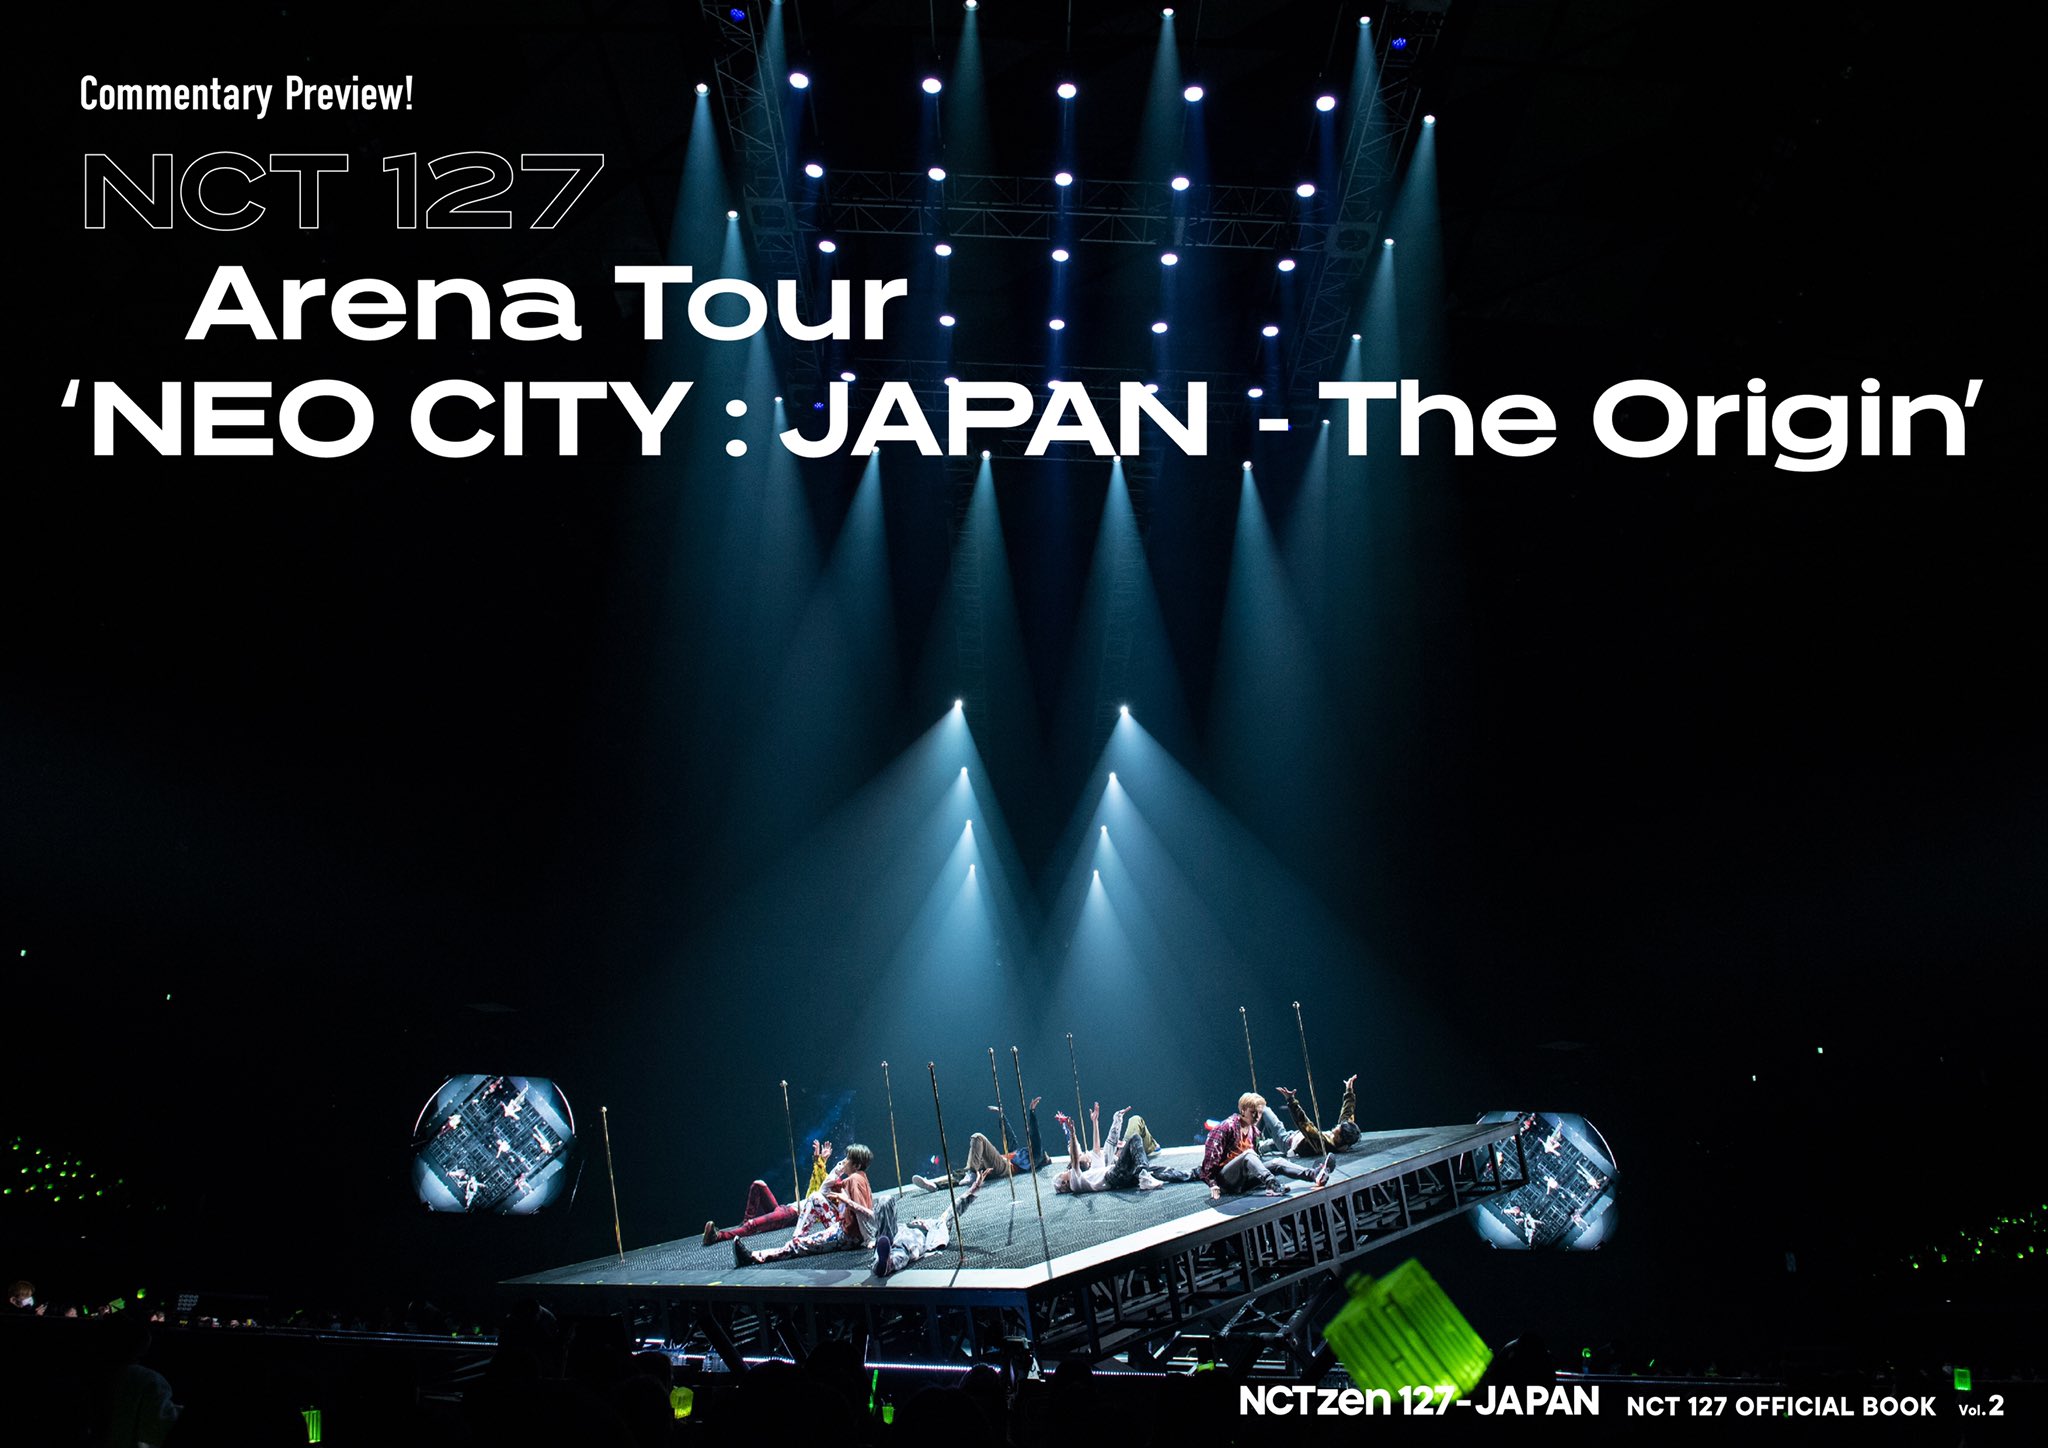 Commentary Preview!
NCT 127
Arena Tour
‘NEO CITY : JAPAN - The Origin’
NCTzen 127-JAPAN NCT 127 OFFICIAL BOOK Vol.2